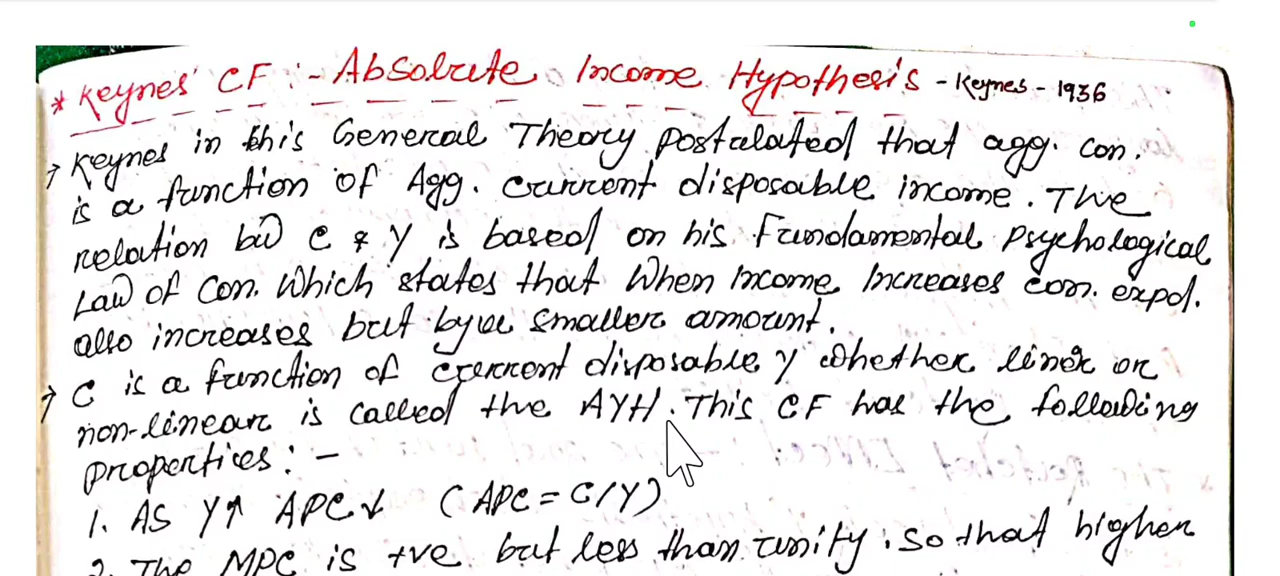 * Keynes' CF :- Absolute Income Hypothesis - Keynes - 1936
→ Keynes in this General Theory postulated that agg. con.
is a function of Agg. current disposable income. The
relation b/w C & Y is based on his Fundamental Psychological
Law of Con. Which states that When Income Increases con. expd.
also increases but by a smaller amount.
→ C is a function of current disposable Y whether liner or
non-linear is called the AYH. This CF has the following
properties: -
1. As Y↑ APC↓ (APC = C/Y)
2. The MPC is +ve but less than unity. So that higher